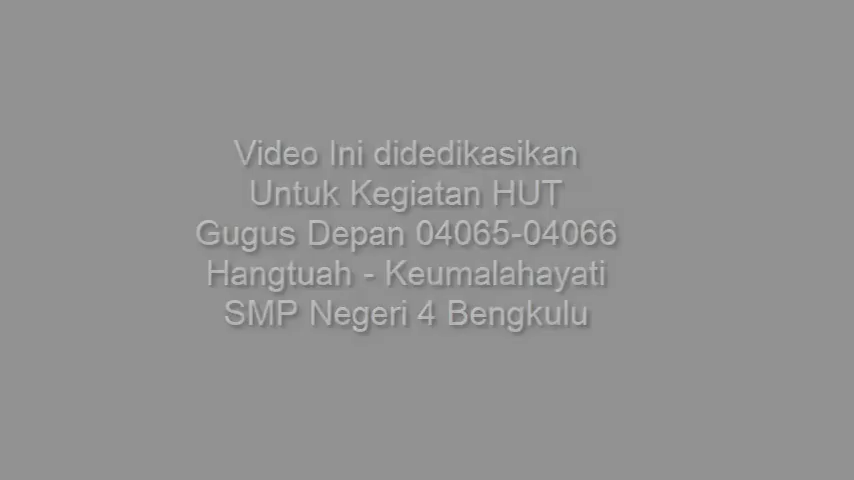 Video Ini didedikasikan
Untuk Kegiatan HUT
Gugus Depan 04065-04066
Hangtuah - Keumalahayati
SMP Negeri 4 Bengkulu